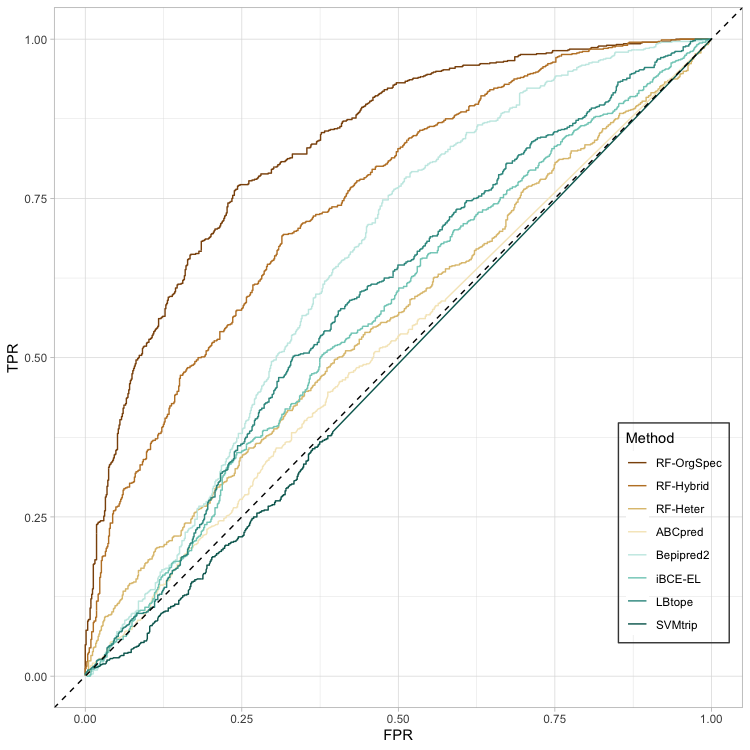 1.00
0.75
0.50
0.25
0.00
TPR
Method
RF-OrgSpec
RF-Hybrid
RF-Heter
ABCpred
Bepipred2
iBCE-EL
LBtope
SVMtrip
0.00 0.25 0.50 0.75 1.00
FPR